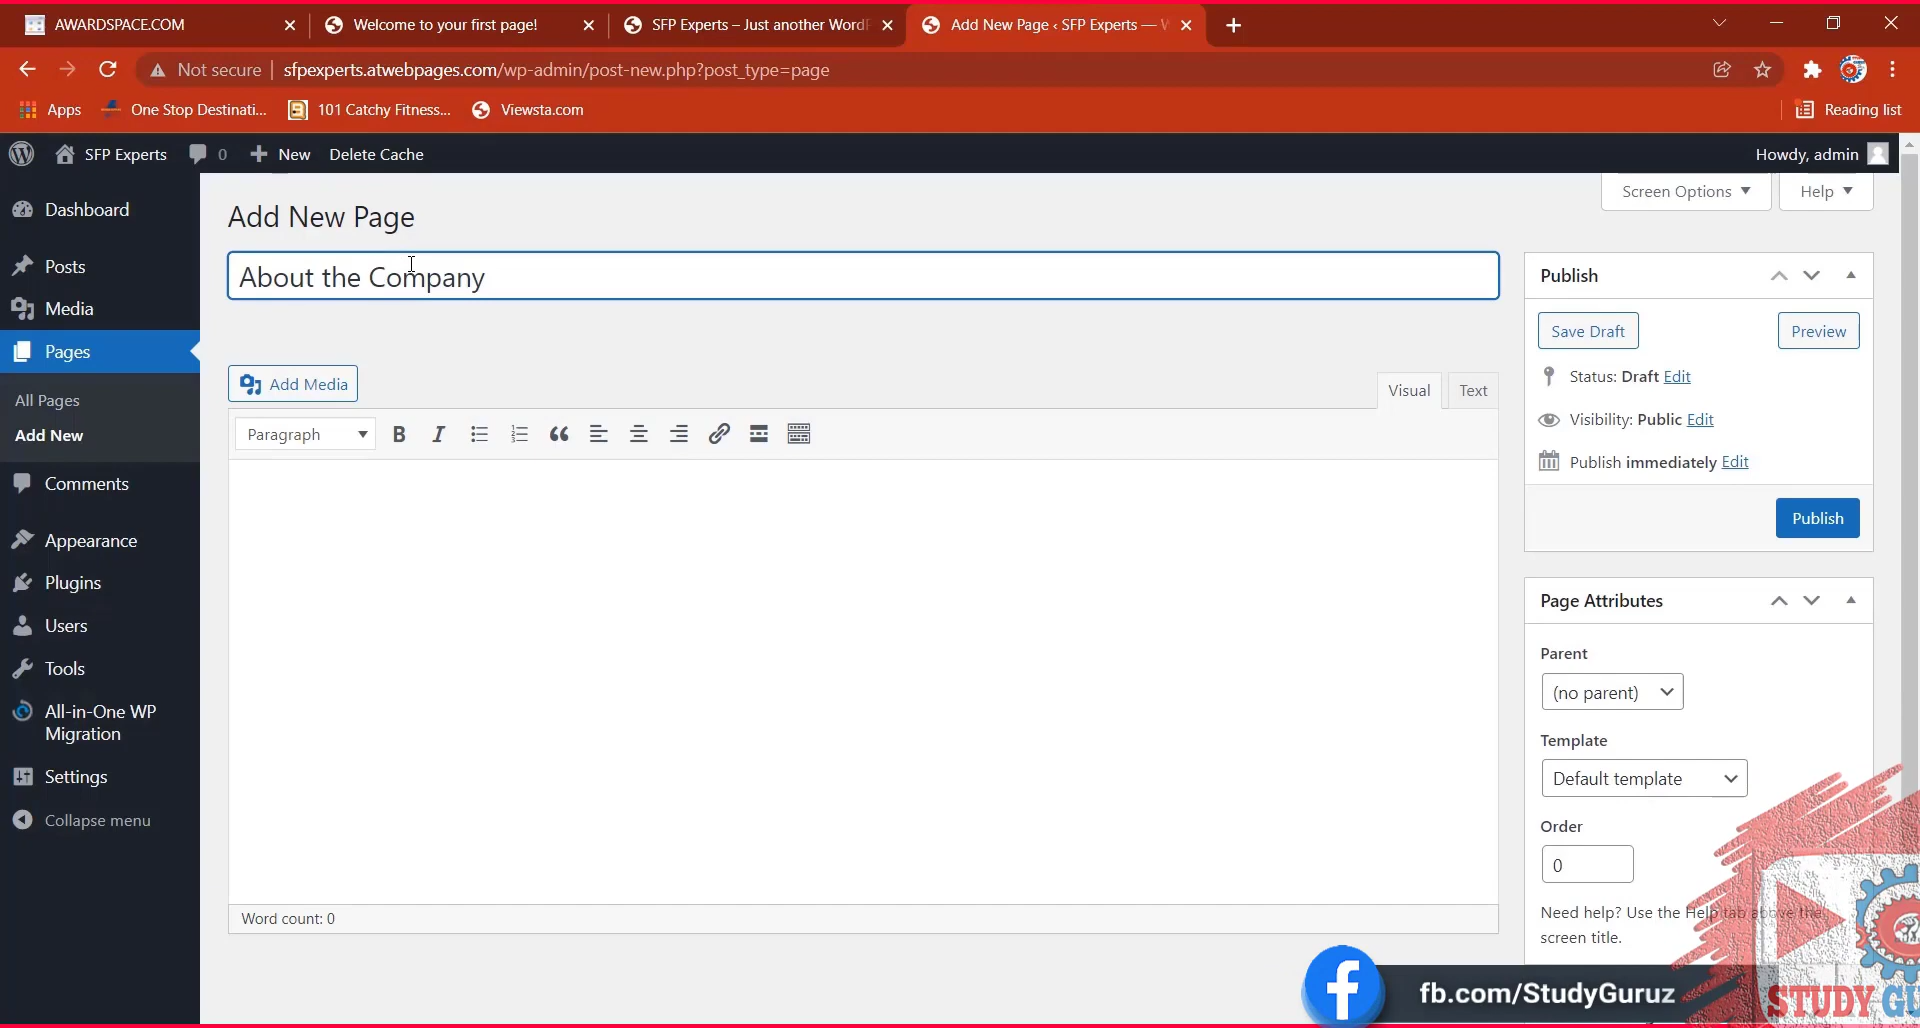 AWARDSPACE.COM
Welcome to your first page!
SFP Experts – Just another Word
Add New Page ‹ SFP Experts —
Not secure
sfpexperts.atwebpages.com/wp-admin/post-new.php?post_type=page
Apps
One Stop Destinati...
101 Catchy Fitness...
Viewsta.com
Reading list
SFP Experts
0
New
Delete Cache
Howdy, admin
Screen Options
Help
Dashboard
Posts
Media
Pages
All Pages
Add New
Comments
Appearance
Plugins
Users
Tools
All-in-One WP
Migration
Settings
Collapse menu
Add New Page
About the Company
Add Media
Visual
Text
Paragraph
B
I
Word count: 0
Publish
Save Draft
Preview
Status: Draft Edit
Visibility: Public Edit
Publish immediately Edit
Publish
Page Attributes
Parent
(no parent)
Template
Default template
Order
0
Need help? Use the Help tab above the
screen title.
fb.com/StudyGuruz
STUDY GU